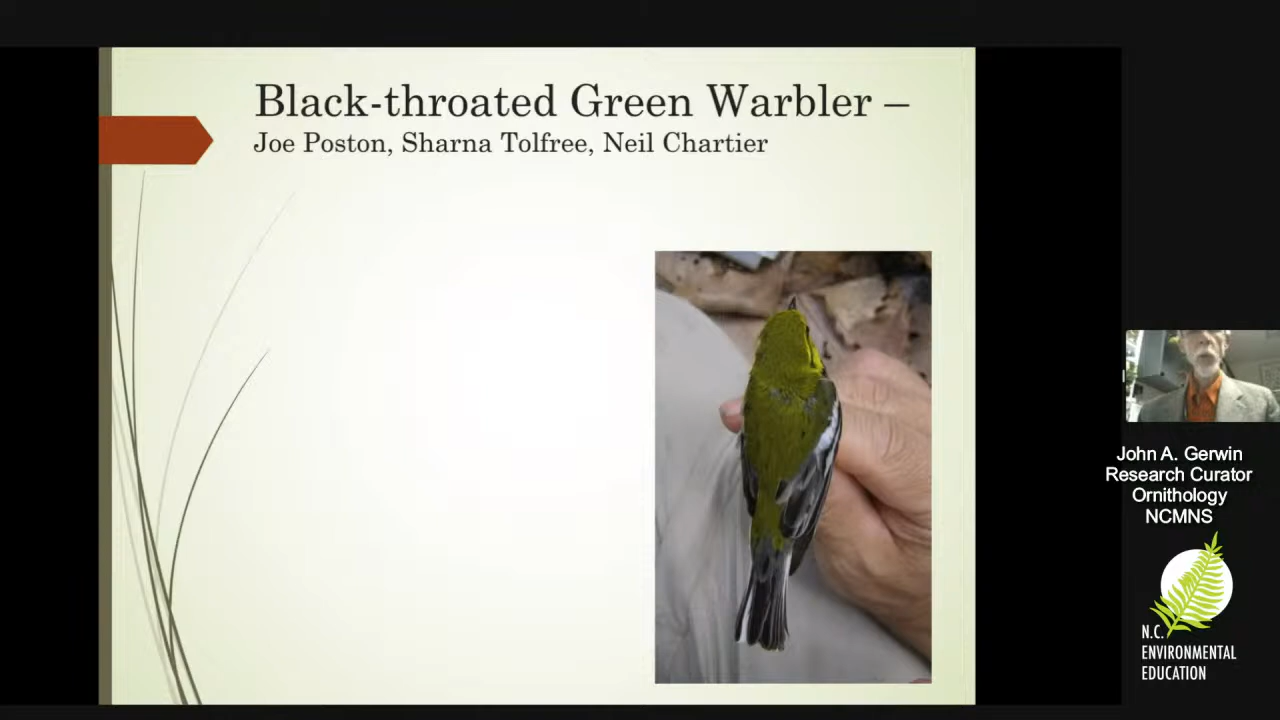 Black-throated Green Warbler –
Joe Poston, Sharna Tolfree, Neil Chartier
John A. Gerwin
Research Curator
Ornithology
NCMNS
N.C.
ENVIRONMENTAL
EDUCATION